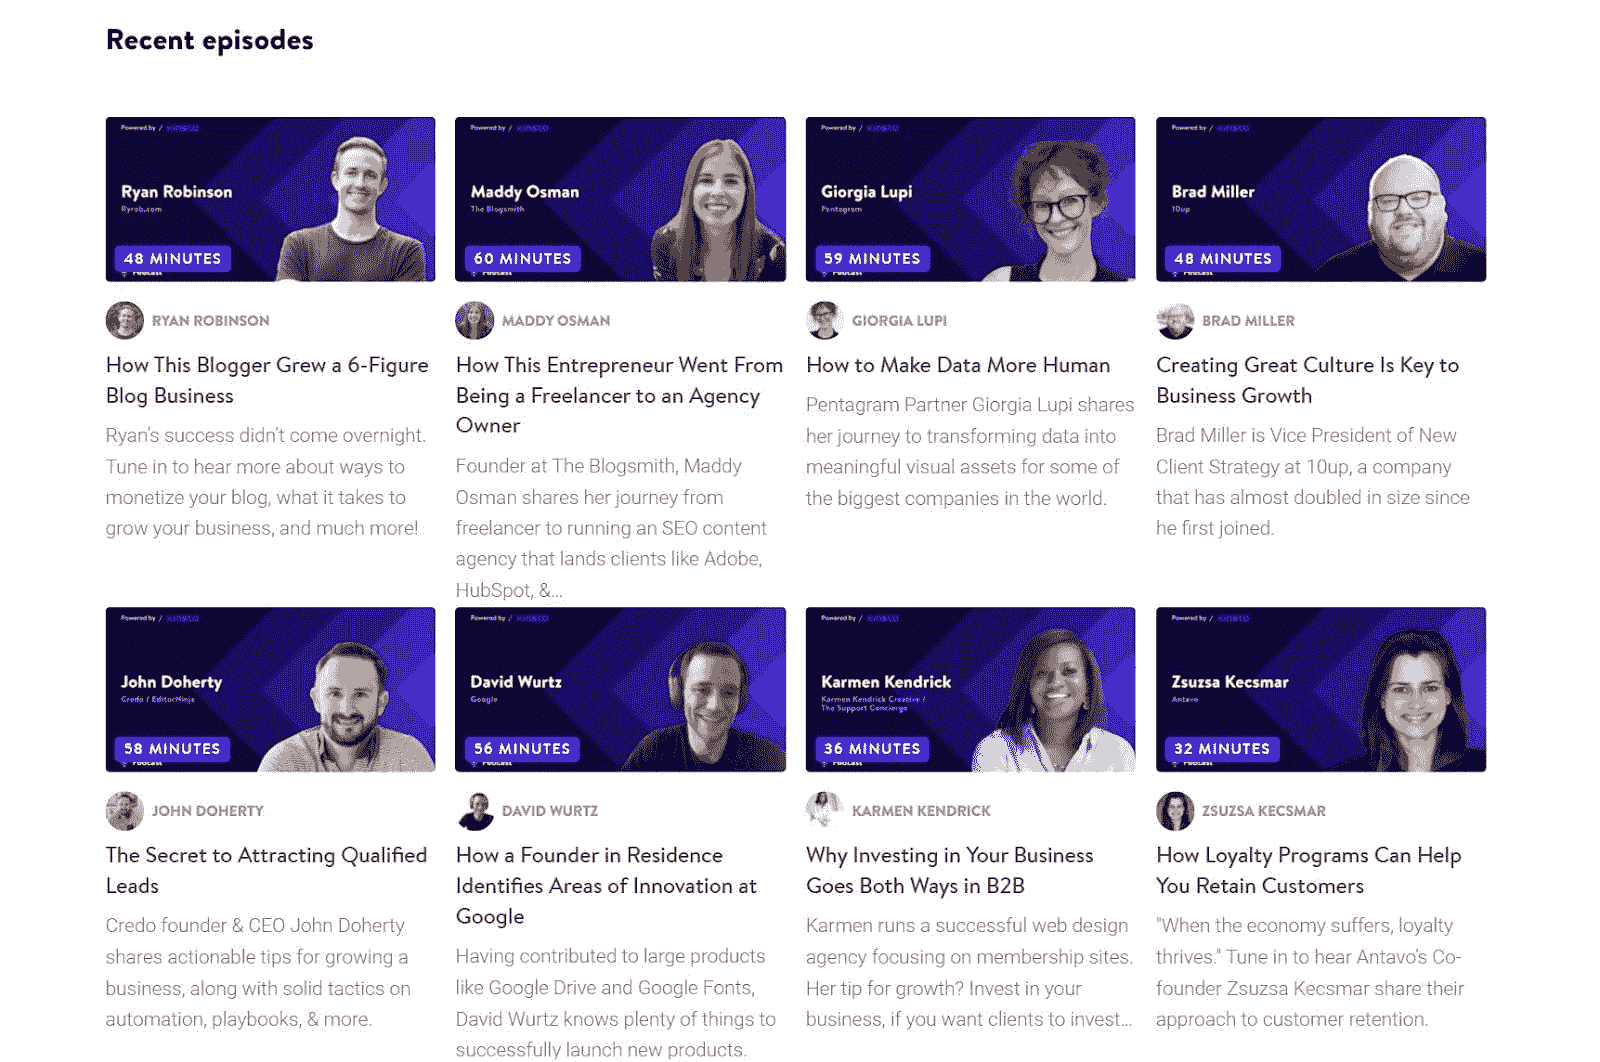 Recent episodes
Powered by / KINSTA
Ryan Robinson
Ryrob.com
48 MINUTES
Podcast
RYAN ROBINSON
How This Blogger Grew a 6-Figure
Blog Business
Ryan's success didn't come overnight.
Tune in to hear more about ways to
monetize your blog, what it takes to
grow your business, and much more!
Powered by / KINSTA
Maddy Osman
The Blogsmith
60 MINUTES
Podcast
MADDY OSMAN
How This Entrepreneur Went From
Being a Freelancer to an Agency
Owner
Founder at The Blogsmith, Maddy
Osman shares her journey from
freelancer to running an SEO content
agency that lands clients like Adobe,
HubSpot, &...
Powered by / KINSTA
Giorgia Lupi
Pentagram
59 MINUTES
Podcast
GIORGIA LUPI
How to Make Data More Human
Pentagram Partner Giorgia Lupi shares
her journey to transforming data into
meaningful visual assets for some of
the biggest companies in the world.
Powered by / KINSTA
Brad Miller
10up
48 MINUTES
Podcast
BRAD MILLER
Creating Great Culture Is Key to
Business Growth
Brad Miller is Vice President of New
Client Strategy at 10up, a company
that has almost doubled in size since
he first joined.
Powered by / KINSTA
John Doherty
Credo / EditorNinja
58 MINUTES
Podcast
JOHN DOHERTY
The Secret to Attracting Qualified
Leads
Credo founder & CEO John Doherty
shares actionable tips for growing a
business, along with solid tactics on
automation, playbooks, & more.
Powered by / KINSTA
David Wurtz
Google
56 MINUTES
Podcast
DAVID WURTZ
How a Founder in Residence
Identifies Areas of Innovation at
Google
Having contributed to large products
like Google Drive and Google Fonts,
David Wurtz knows plenty of things to
successfully launch new products.
Powered by / KINSTA
Karmen Kendrick
Karmen Kendrick Creative /
The Support Concierge
36 MINUTES
Podcast
KARMEN KENDRICK
Why Investing in Your Business
Goes Both Ways in B2B
Karmen runs a successful web design
agency focusing on membership sites.
Her tip for growth? Invest in your
business, if you want clients to invest...
Powered by / KINSTA
Zsuzsa Kecsmar
Antavo
32 MINUTES
Podcast
ZSUZSA KECSMAR
How Loyalty Programs Can Help
You Retain Customers
"When the economy suffers, loyalty
thrives." Tune in to hear Antavo's Co-
founder Zsuzsa Kecsmar share their
approach to customer retention.